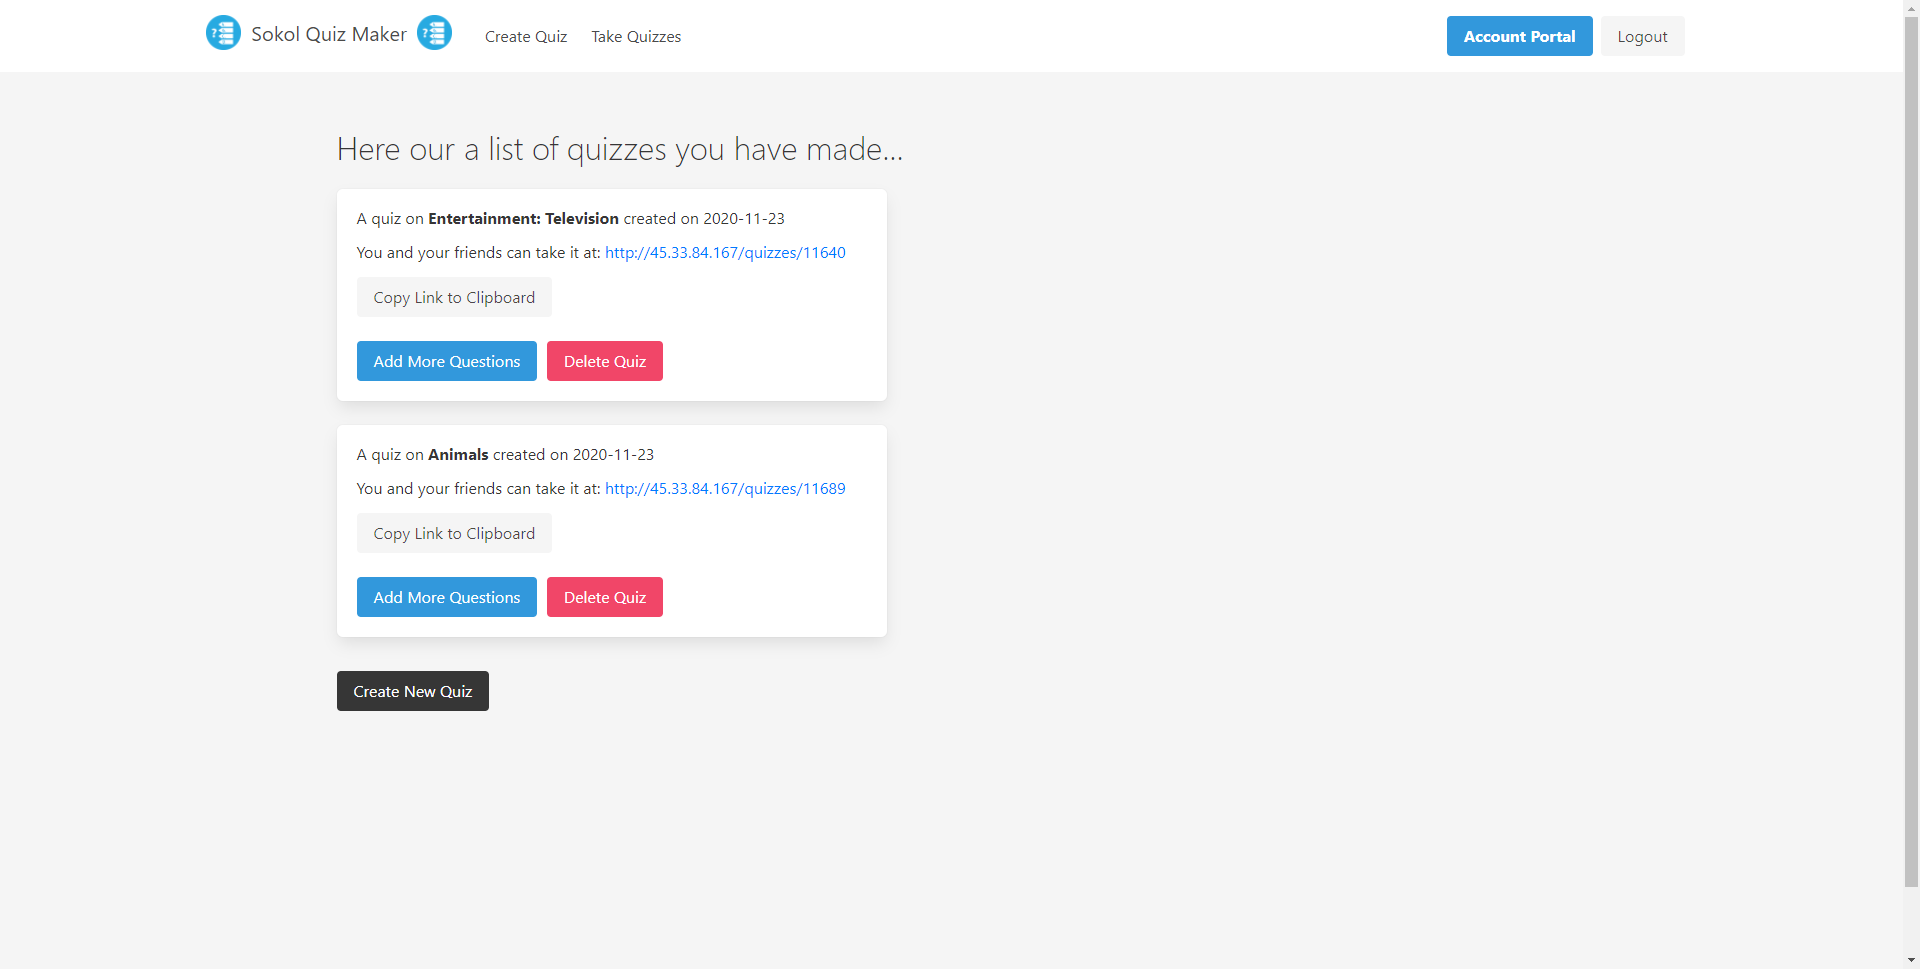 Sokol Quiz Maker Create Quiz Take Quizzes Account Portal Logout
Here our a list of quizzes you have made...
A quiz on Entertainment: Television created on 2020-11-23
You and your friends can take it at: http://45.33.84.167/quizzes/11640
Copy Link to Clipboard
Add More Questions Delete Quiz
A quiz on Animals created on 2020-11-23
You and your friends can take it at: http://45.33.84.167/quizzes/11689
Copy Link to Clipboard
Add More Questions Delete Quiz
Create New Quiz